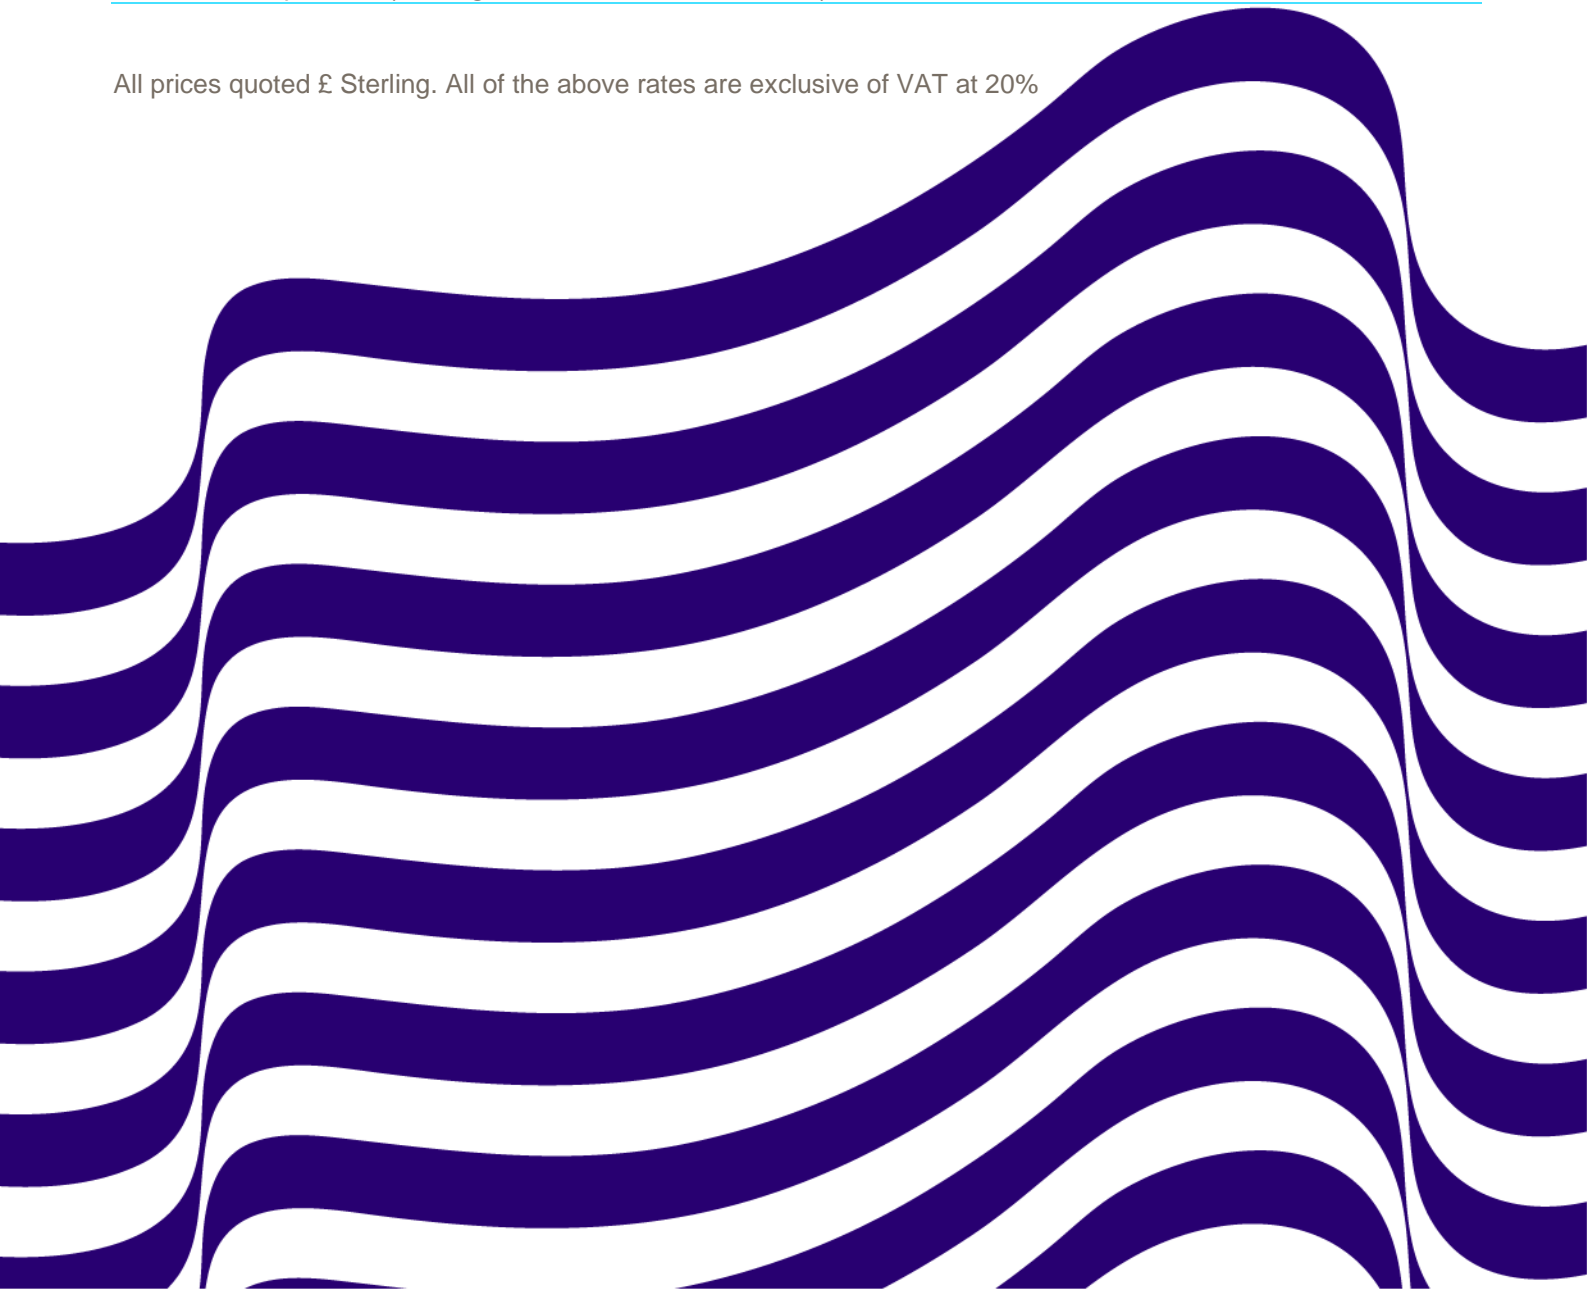 All prices quoted £ Sterling. All of the above rates are exclusive of VAT at 20%